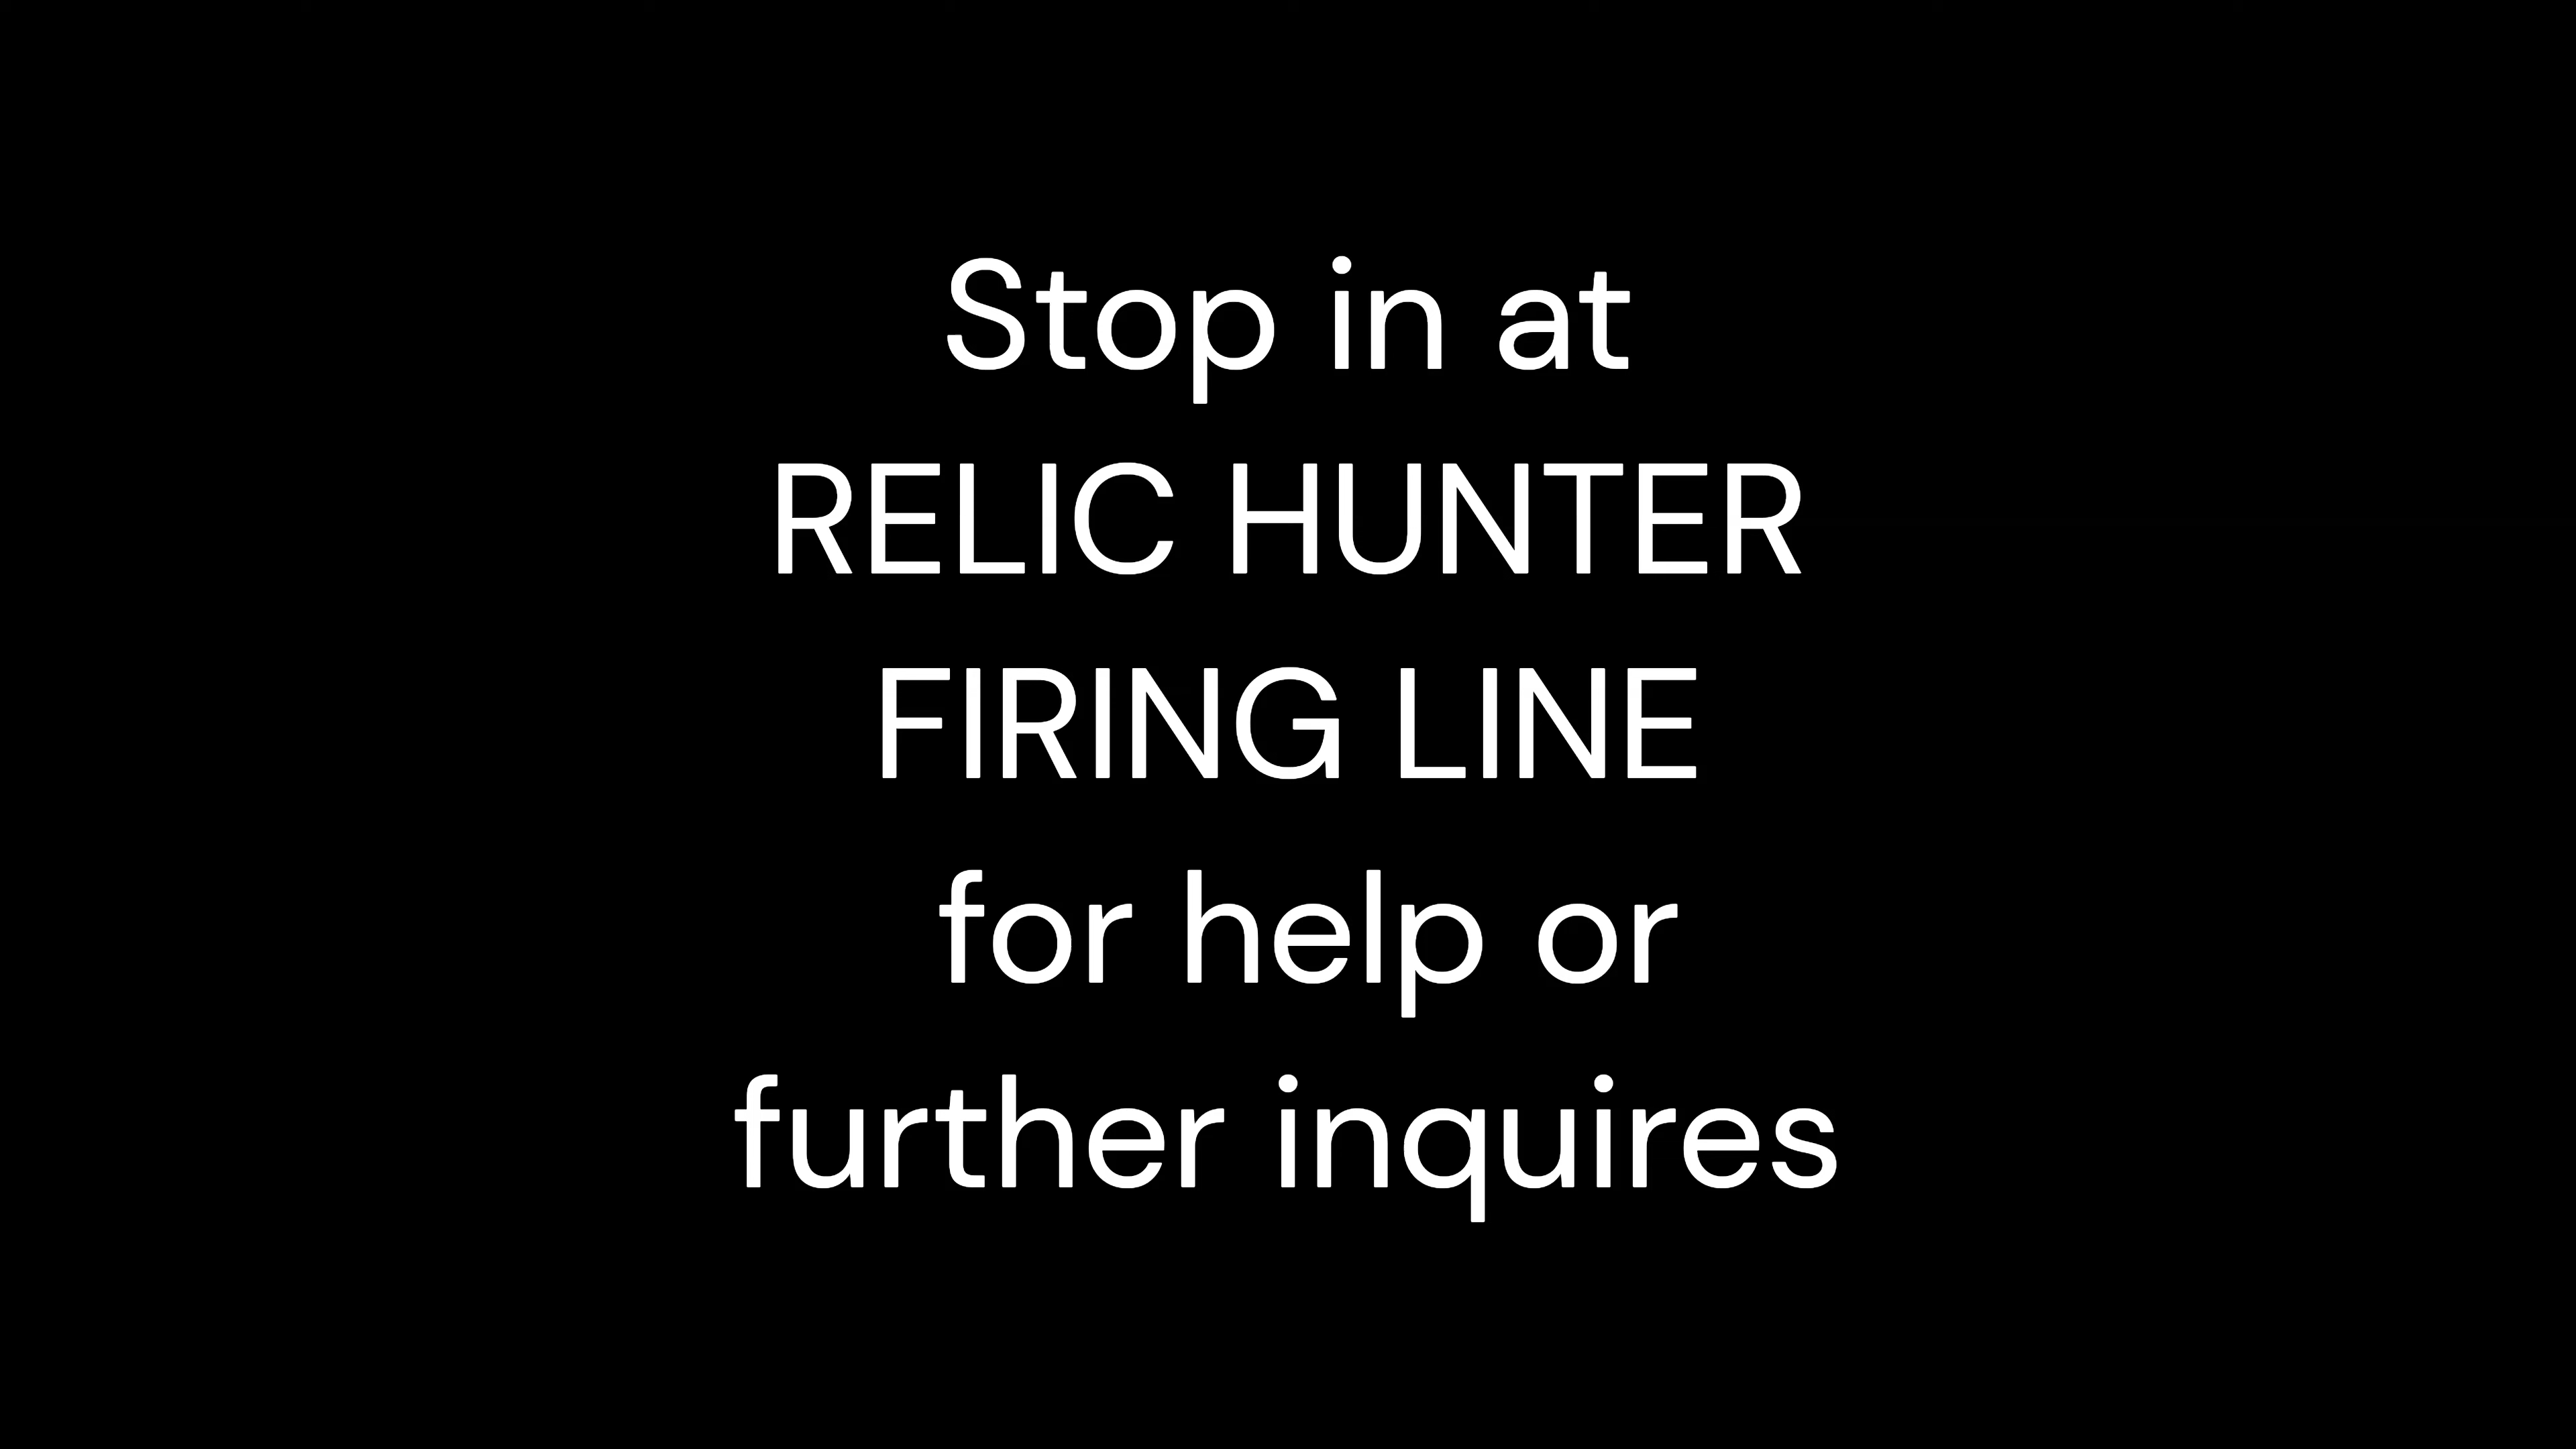 Stop in at
RELIC HUNTER
FIRING LINE
for help or
further inquires